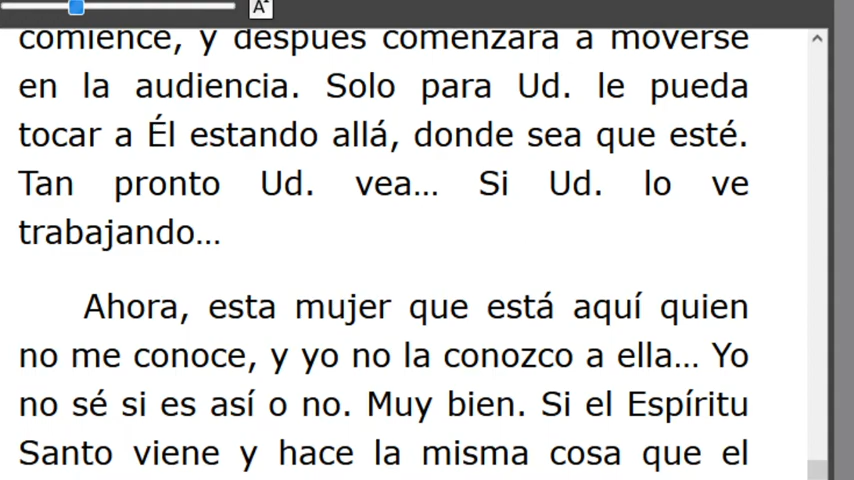 A
comience, y después comenzará a moverse
en la audiencia. Solo para Ud. le pueda
tocar a Él estando allá, donde sea que esté.
Tan pronto Ud. vea… Si Ud. lo ve
trabajando…
Ahora, esta mujer que está aquí quien
no me conoce, y yo no la conozco a ella… Yo
no sé si es así o no. Muy bien. Si el Espíritu
Santo viene y hace la misma cosa que el